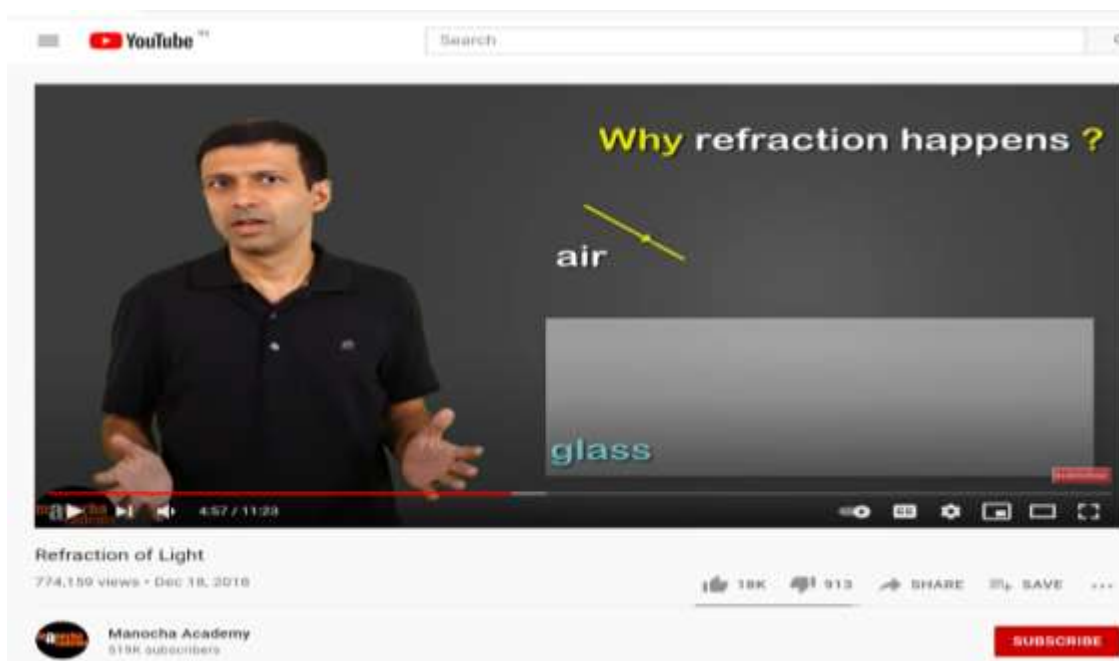 YouTube IN
Search
Why refraction happens ?
air
glass
4:57 / 11:23
Refraction of Light
774,159 views • Dec 18, 2016
18K
913
SHARE
SAVE
Manocha Academy
519K subscribers
SUBSCRIBE